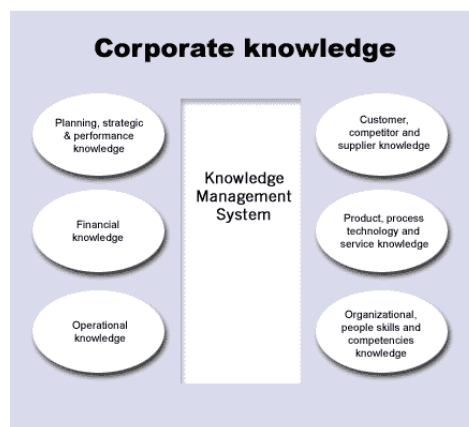 Corporate knowledge
Planning, strategic
& performance
knowledge
Financial
knowledge
Operational
knowledge
Knowledge
Management
System
Customer,
competitor and
supplier knowledge
Product, process
technology and
service knowledge
Organizational,
people skills and
competencies
knowledge